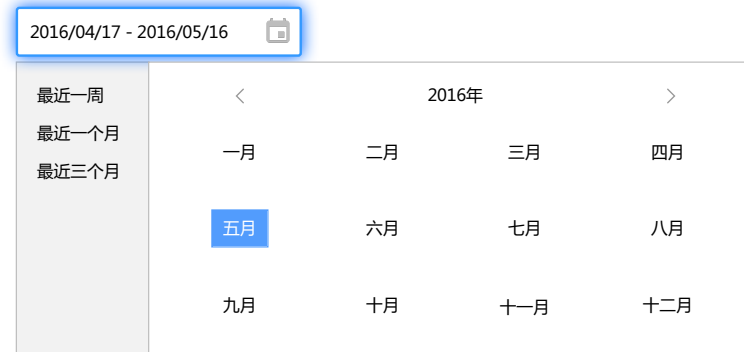 2016/04/17 - 2016/05/16
最近一周
最近一个月
最近三个月
2016年
一月 二月 三月 四月
五月 六月 七月 八月
九月 十月 十一月 十二月